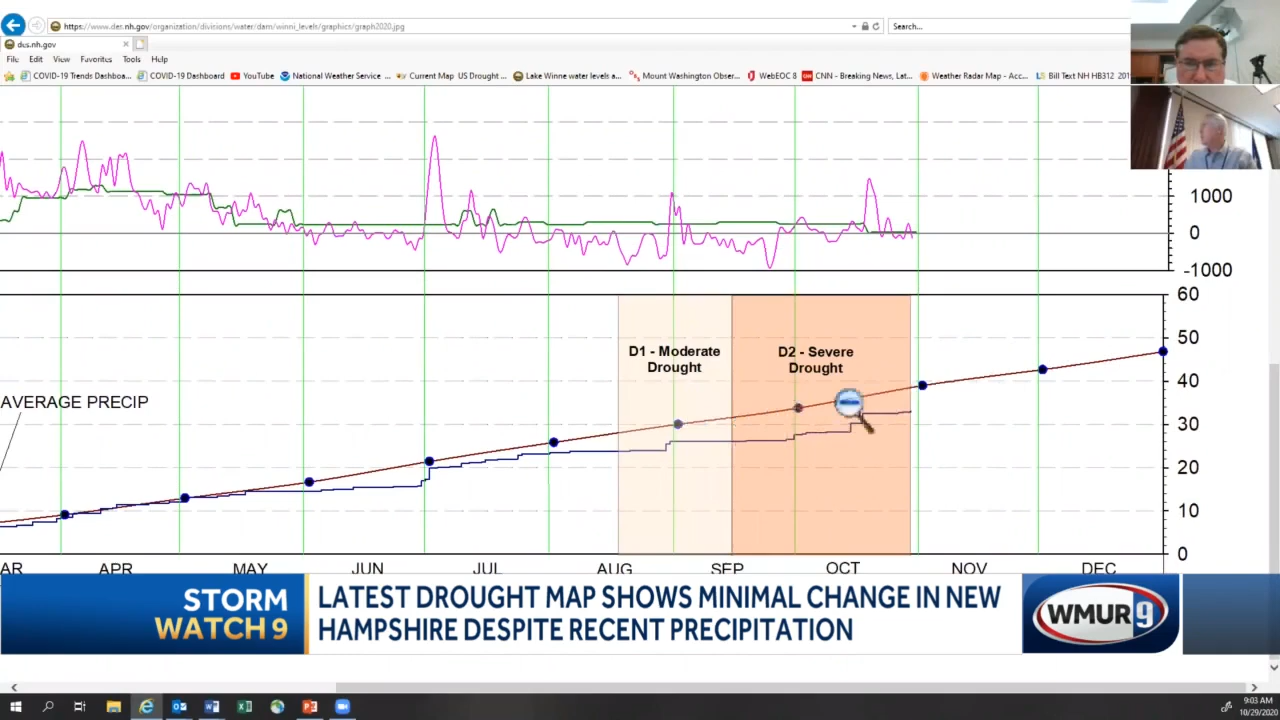 https://www.des.nh.gov/organization/divisions/water/dam/winni_levels/graphics/graph2020.jpg
Search...
des.nh.gov
File Edit View Favorites Tools Help
COVID-19 Trends Dashboa...
COVID-19 Dashboard
YouTube
National Weather Service ...
Current Map US Drought ...
Lake Winne water levels a...
Mount Washington Obser...
WebEOC 8
CNN - Breaking News, Lat...
Weather Radar Map - Acc...
Bill Text NH HB312 201
1000
0
-1000
60
50
40
30
20
10
0
D1 - Moderate
Drought
D2 - Severe
Drought
AVERAGE PRECIP
AR APR MAY JUN JUL AUG SEP OCT NOV DEC
STORM
WATCH 9
LATEST DROUGHT MAP SHOWS MINIMAL CHANGE IN NEW
HAMPSHIRE DESPITE RECENT PRECIPITATION
WMUR 9
9:03 AM
10/29/2020